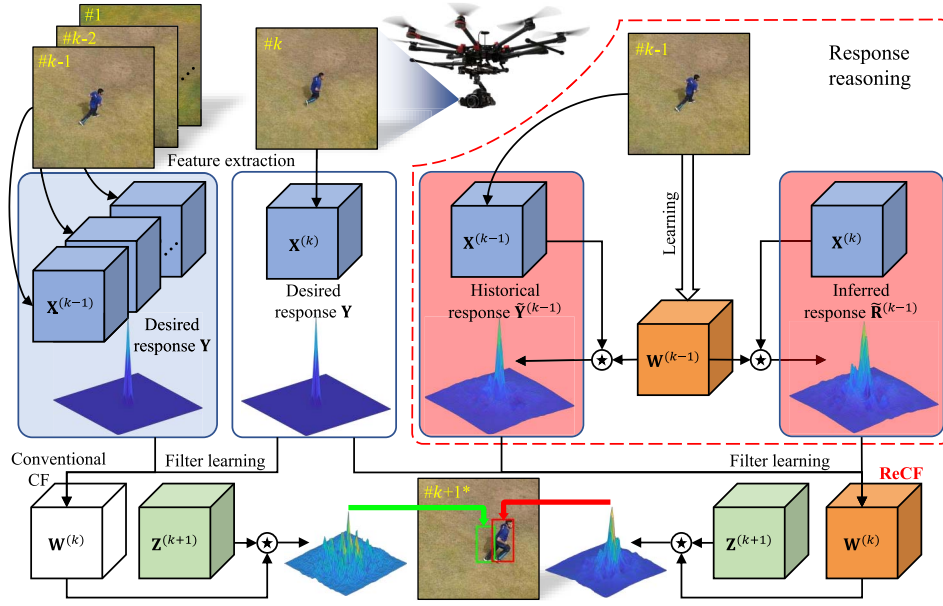 #1
#k-2
#k-1
#k
#k-1
Response
reasoning
Feature extraction
X^(k-1)
X^(k)
X^(k-1)
X^(k)
Learning
Desired
response Y
Desired
response Y
Historical
response Ỹ^(k-1)
Inferred
response R̃^(k-1)
W^(k-1)
Conventional
CF
Filter learning
Filter learning
ReCF
W^(k)
Z^(k+1)
#k+1*
Z^(k+1)
W^(k)